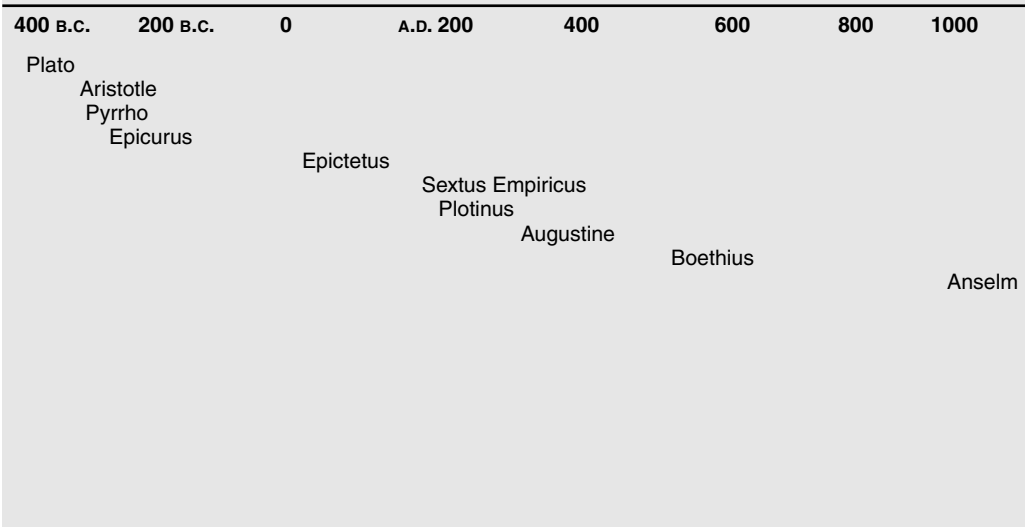 400 B.C. 200 B.C. 0 A.D. 200 400 600 800 1000
Plato
Aristotle
Pyrrho
Epicurus
Epictetus
Sextus Empiricus
Plotinus
Augustine
Boethius
Anselm